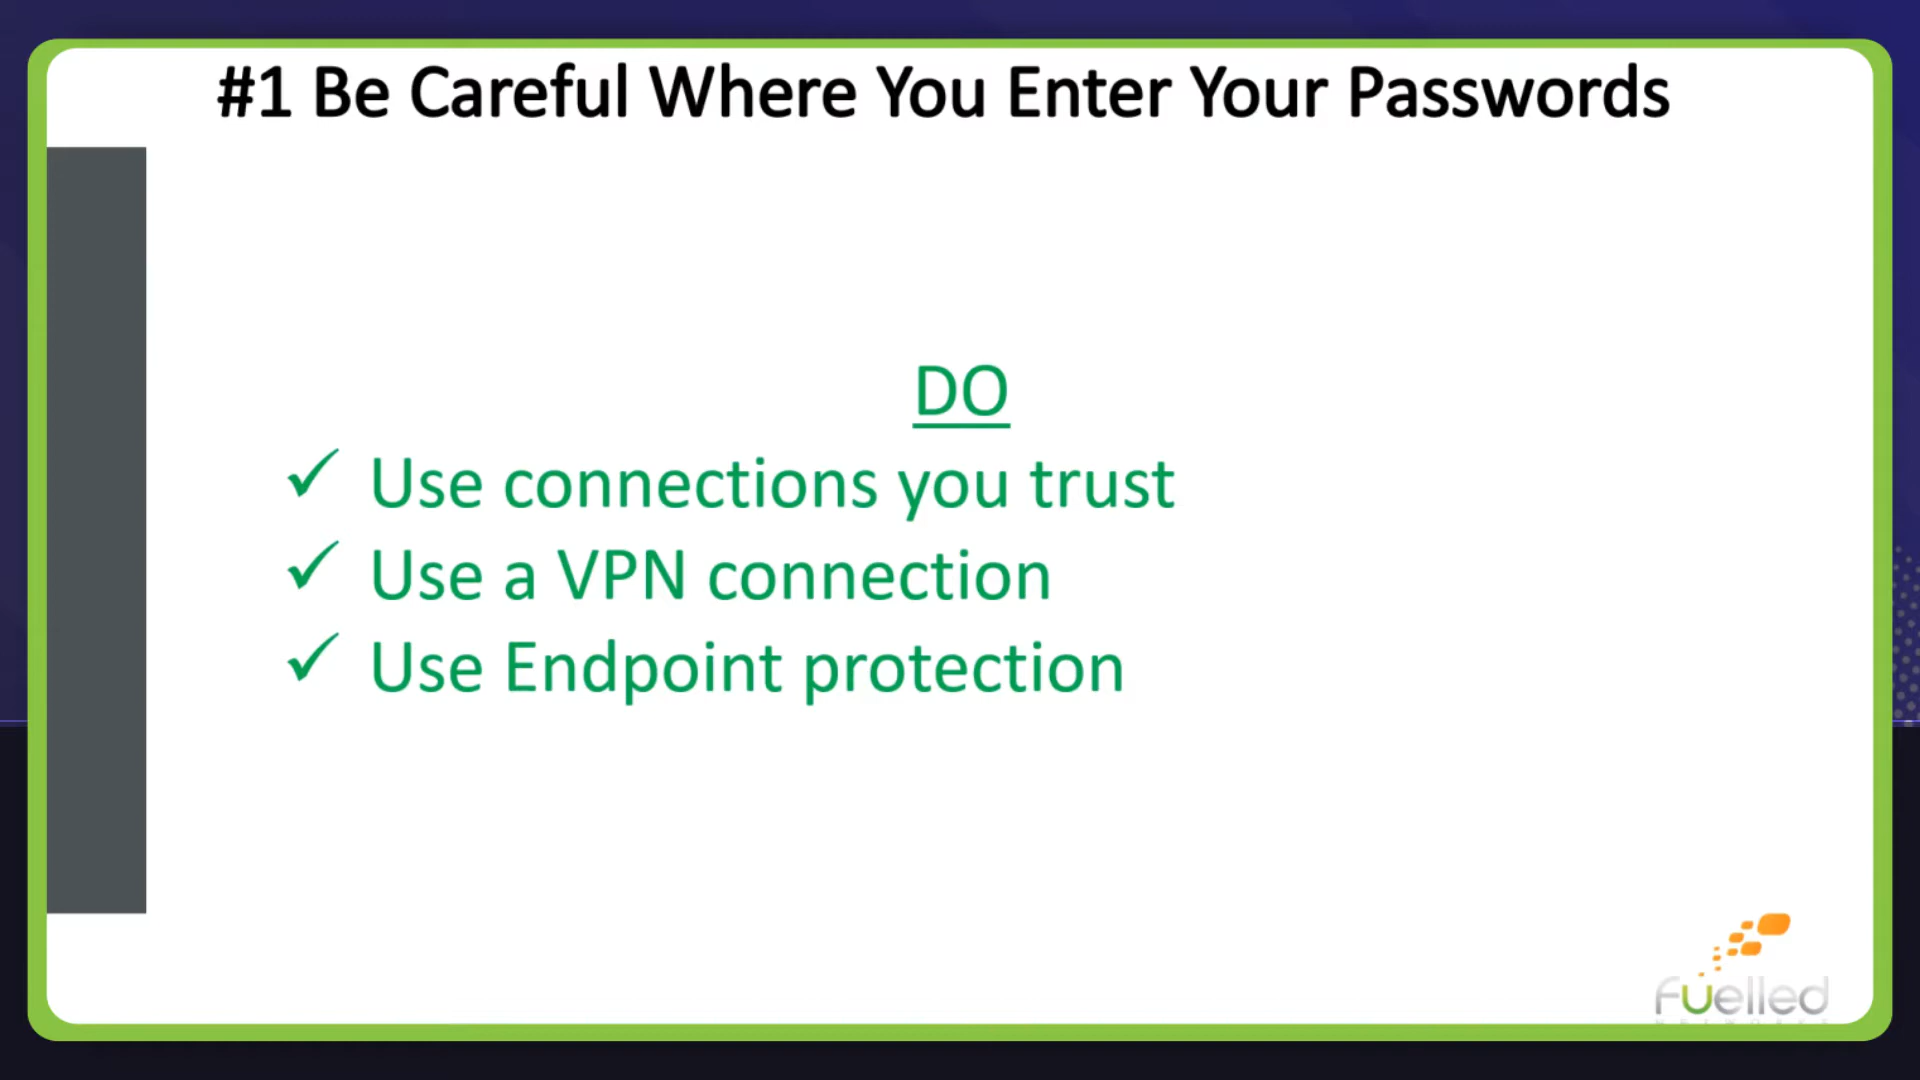 #1 Be Careful Where You Enter Your Passwords
DO
✓ Use connections you trust
✓ Use a VPN connection
✓ Use Endpoint protection
fuelled